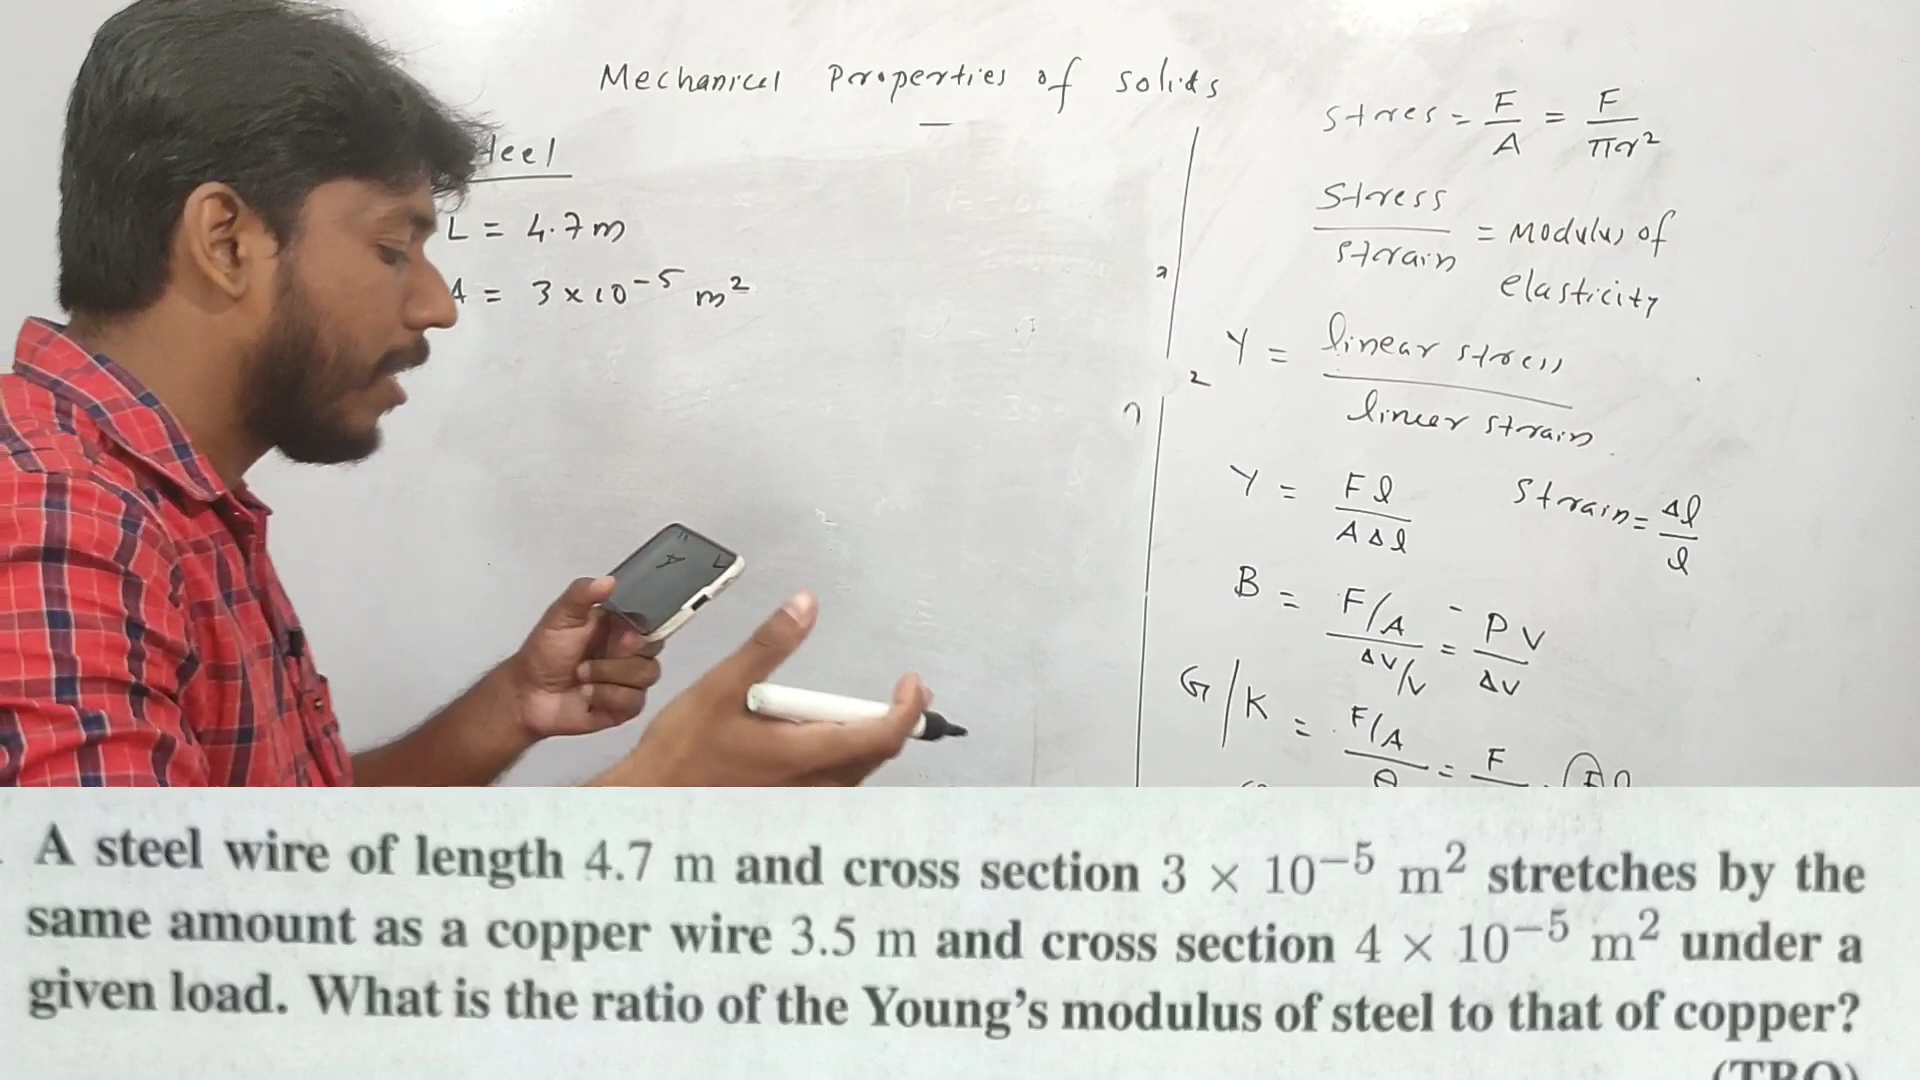 Mechanical Properties of solids
teel
L = 4.7m
A = 3 × 10⁻⁵ m²
Stres = F/A = F/πr²
Stress/Strain = Modulus of elasticity
Y = linear stress/linear strain
Y = Fl/AΔl
Strain = Δl/l
B = F/A / ΔV/V = -PV/ΔV
G/K = F/A / θ = F
A steel wire of length 4.7 m and cross section 3 × 10⁻⁵ m² stretches by the
same amount as a copper wire 3.5 m and cross section 4 × 10⁻⁵ m² under a
given load. What is the ratio of the Young's modulus of steel to that of copper?